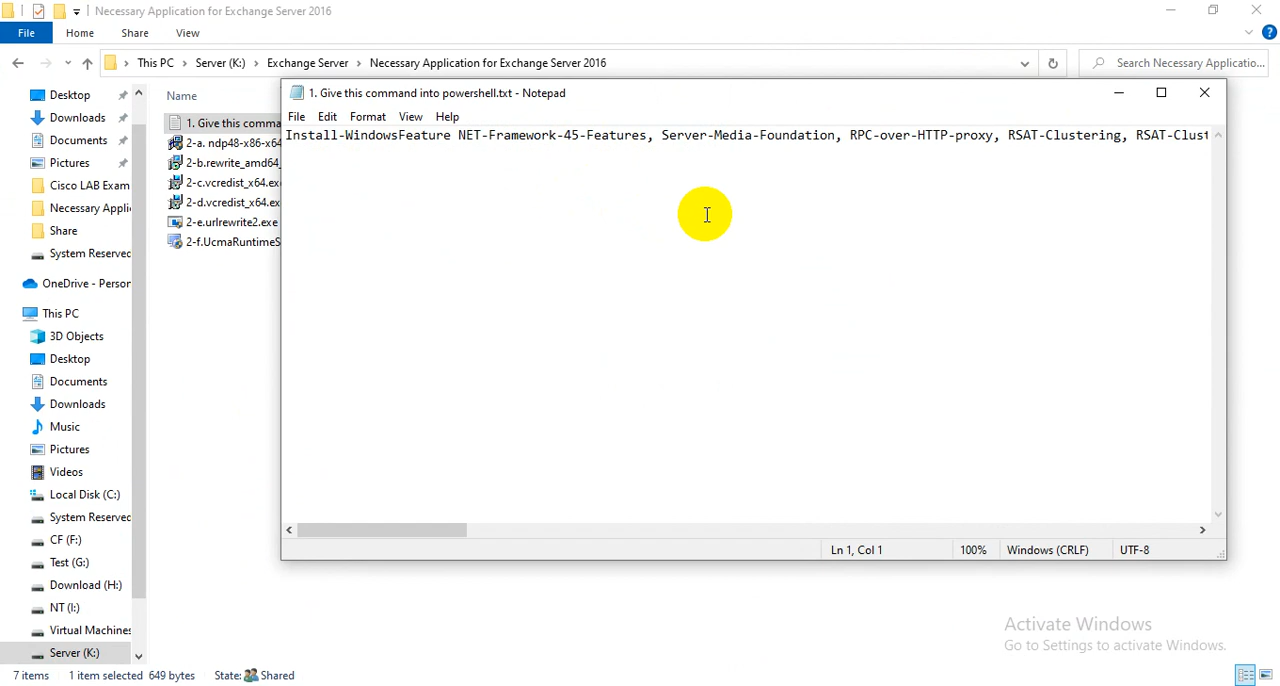 Necessary Application for Exchange Server 2016
File Home Share View
This PC > Server (K:) > Exchange Server > Necessary Application for Exchange Server 2016
Search Necessary Applicatio...
Desktop
Downloads
Documents
Pictures
Cisco LAB Exam
Necessary Appli
Share
System Reserved
OneDrive - Person
This PC
3D Objects
Desktop
Documents
Downloads
Music
Pictures
Videos
Local Disk (C:)
System Reserved
CF (F:)
Test (G:)
Download (H:)
NT (I:)
Virtual Machines
Server (K:)
Name
1. Give this comma
2-a. ndp48-x86-x64
2-b.rewrite_amd64_
2-c.vcredist_x64.ex
2-d.vcredist_x64.ex
2-e.urlrewrite2.exe
2-f.UcmaRuntimeS
1. Give this command into powershell.txt - Notepad
File Edit Format View Help
Install-WindowsFeature NET-Framework-45-Features, Server-Media-Foundation, RPC-over-HTTP-proxy, RSAT-Clustering, RSAT-Clust
Ln 1, Col 1 100% Windows (CRLF) UTF-8
Activate Windows
Go to Settings to activate Windows.
7 items 1 item selected 649 bytes State: Shared